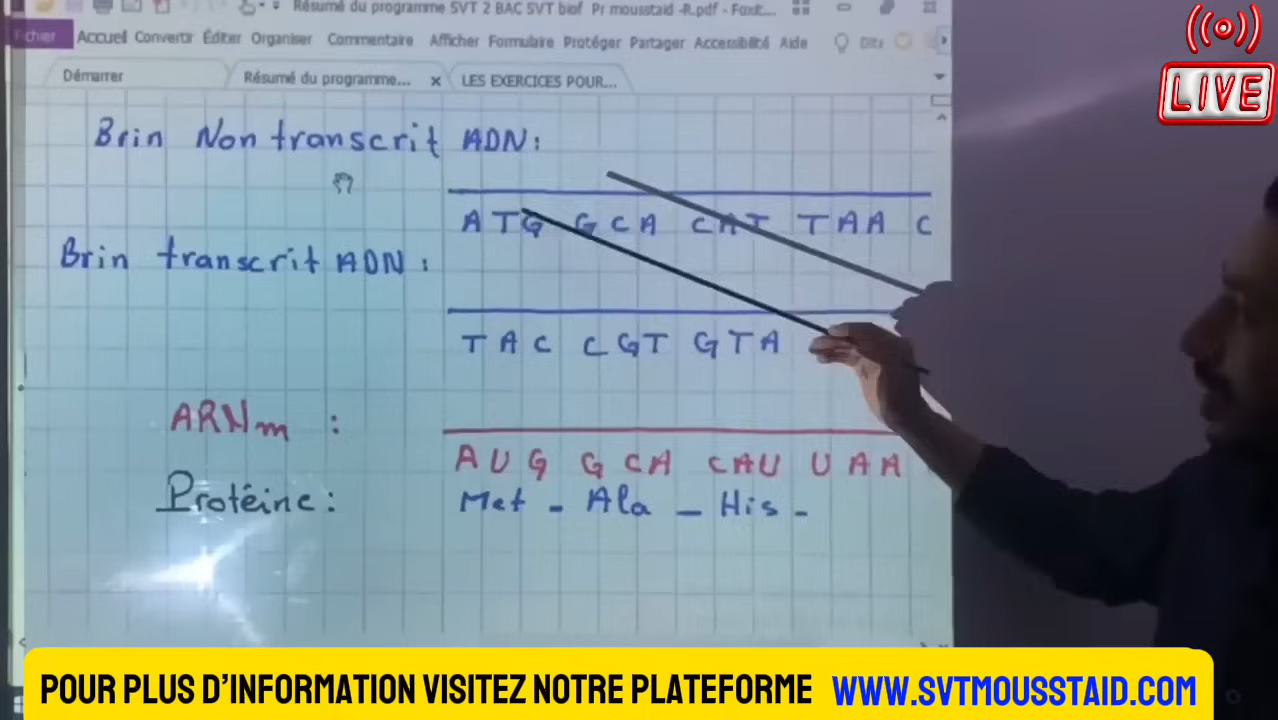 Résumé du programme SVT 2 BAC SVT biof Pr mousstaid -R.pdf - Foxit...
Fichier Accueil Convertir Éditer Organiser Commentaire Afficher Formulaire Protéger Partager Accessibilité Aide Dites
LIVE
Démarrer Résumé du programme... × LES EXERCICES POUR...
Brin Non transcrit ADN:
ATG GCA CAT TAA C
Brin transcrit ADN :
TAC CGT GTA
ARNm :
AUG GCA CAU UAA
Protéine: Met - Ala - His -
POUR PLUS D'INFORMATION VISITEZ NOTRE PLATEFORME WWW.SVTMOUSSTAID.COM